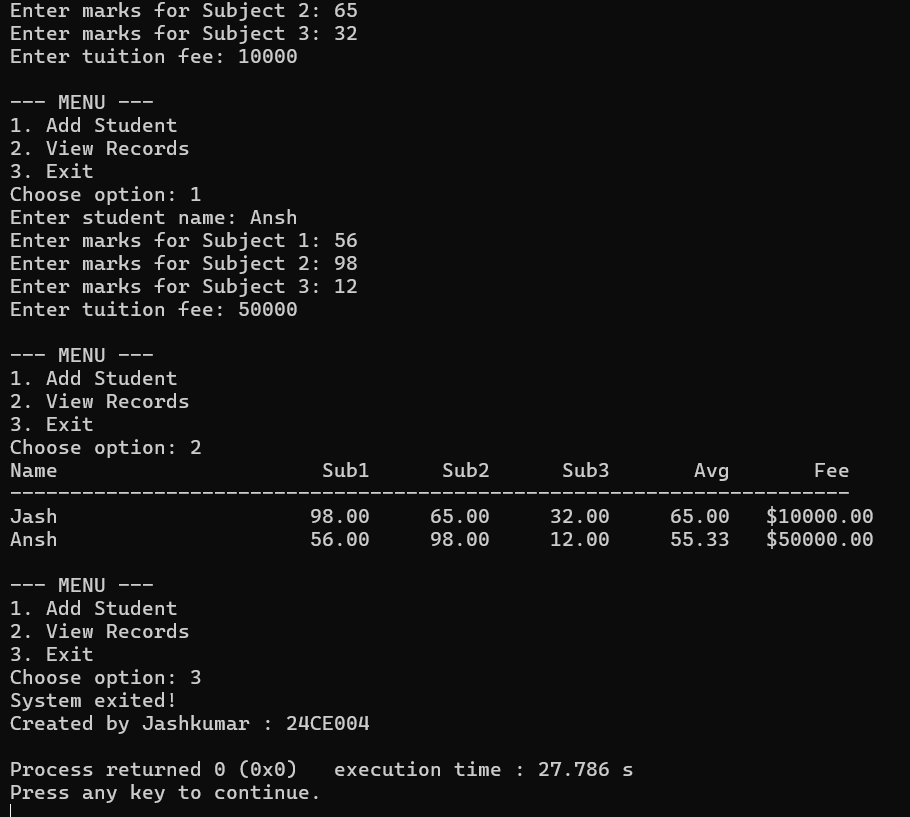 Enter marks for Subject 2: 65
Enter marks for Subject 3: 32
Enter tuition fee: 10000
--- MENU ---
1. Add Student
2. View Records
3. Exit
Choose option: 1
Enter student name: Ansh
Enter marks for Subject 1: 56
Enter marks for Subject 2: 98
Enter marks for Subject 3: 12
Enter tuition fee: 50000
--- MENU ---
1. Add Student
2. View Records
3. Exit
Choose option: 2
Name                      Sub1      Sub2      Sub3       Avg       Fee
----------------------------------------------------------------------
Jash                     98.00     65.00     32.00     65.00   $10000.00
Ansh                     56.00     98.00     12.00     55.33   $50000.00
--- MENU ---
1. Add Student
2. View Records
3. Exit
Choose option: 3
System exited!
Created by Jashkumar : 24CE004
Process returned 0 (0x0)   execution time : 27.786 s
Press any key to continue.